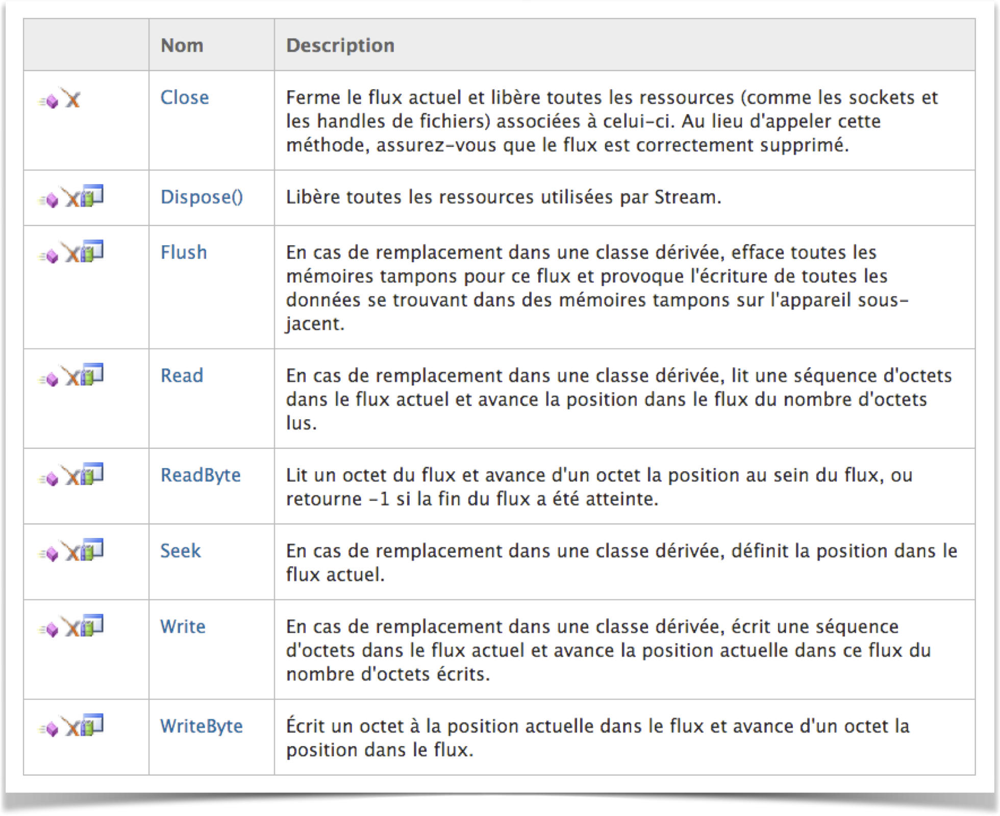 Nom
Description
Close
Ferme le flux actuel et libère toutes les ressources (comme les sockets et
les handles de fichiers) associées à celui-ci. Au lieu d'appeler cette
méthode, assurez-vous que le flux est correctement supprimé.
Dispose()
Libère toutes les ressources utilisées par Stream.
Flush
En cas de remplacement dans une classe dérivée, efface toutes les
mémoires tampons pour ce flux et provoque l'écriture de toutes les
données se trouvant dans des mémoires tampons sur l'appareil sous-
jacent.
Read
En cas de remplacement dans une classe dérivée, lit une séquence d'octets
dans le flux actuel et avance la position dans le flux du nombre d'octets
lus.
ReadByte
Lit un octet du flux et avance d'un octet la position au sein du flux, ou
retourne -1 si la fin du flux a été atteinte.
Seek
En cas de remplacement dans une classe dérivée, définit la position dans le
flux actuel.
Write
En cas de remplacement dans une classe dérivée, écrit une séquence
d'octets dans le flux actuel et avance la position actuelle dans ce flux du
nombre d'octets écrits.
WriteByte
Écrit un octet à la position actuelle dans le flux et avance d'un octet la
position dans le flux.